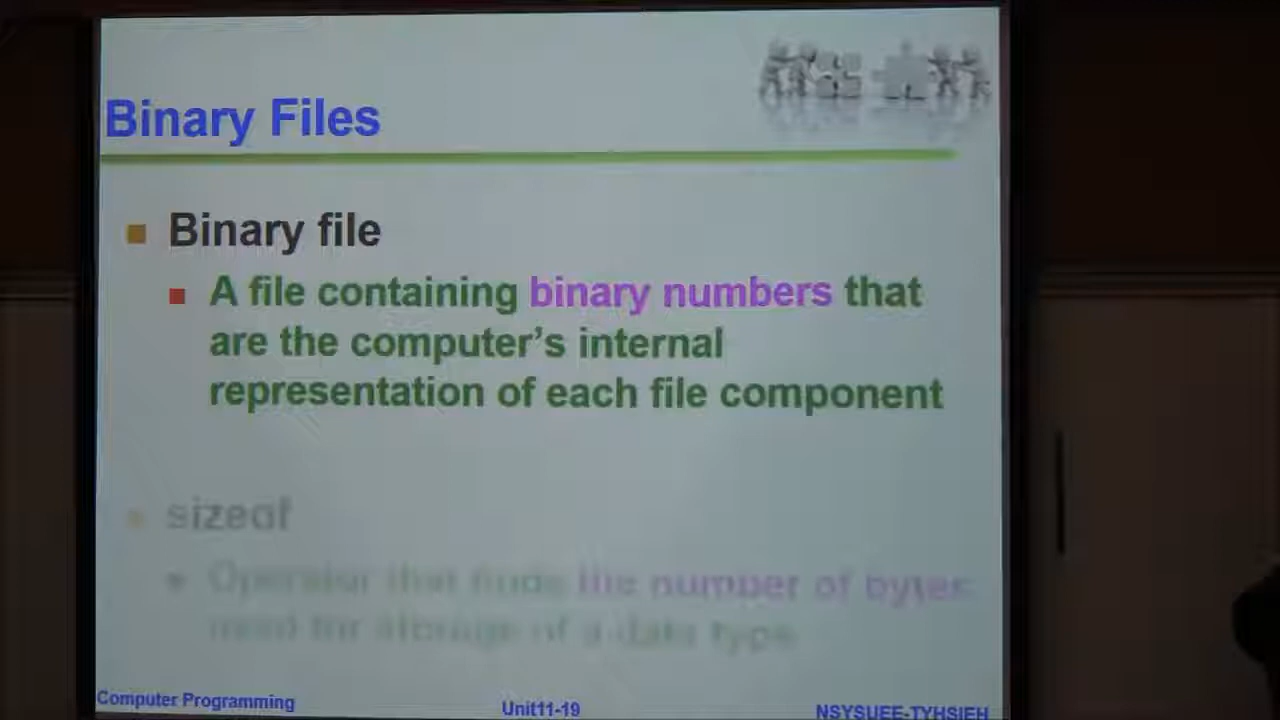 Binary Files
Binary file
A file containing binary numbers that
are the computer's internal
representation of each file component
sizeof
Operator that finds the number of bytes
used for storage of a data type
Computer Programming
Unit11-19
NSYSUEE-TYHSIEH